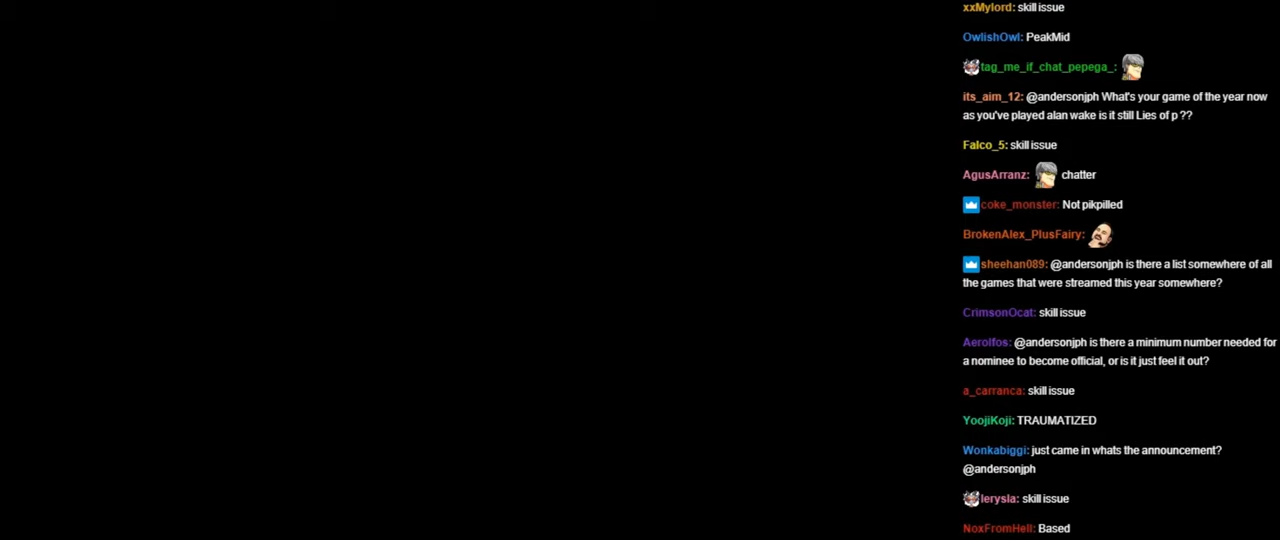 xxMylord: skill issue
OwlishOwl: PeakMid
tag_me_if_chat_pepega_:
its_aim_12: @andersonjph What's your game of the year now
as you've played alan wake is it still Lies of p ??
Falco_5: skill issue
AgusArranz: chatter
coke_monster: Not pikpilled
BrokenAlex_PlusFairy:
sheehan089: @andersonjph is there a list somewhere of all
the games that were streamed this year somewhere?
CrimsonOcat: skill issue
Aerolfos: @andersonjph is there a minimum number needed for
a nominee to become official, or is it just feel it out?
a_carranca: skill issue
YoojiKoji: TRAUMATIZED
Wonkabiggi: just came in whats the announcement?
@andersonjph
lerysla: skill issue
NoxFromHell: Based